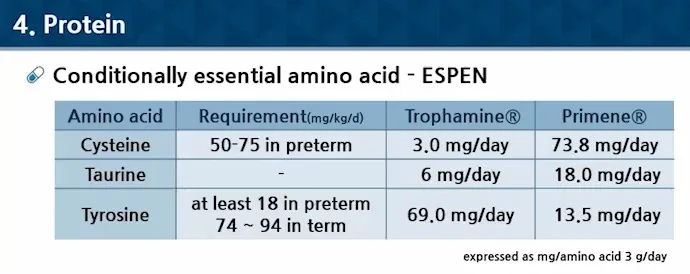 4. Protein
Conditionally essential amino acid - ESPEN
Amino acid Requirement(mg/kg/d) Trophamine® Primene®
Cysteine 50-75 in preterm 3.0 mg/day 73.8 mg/day
Taurine - 6 mg/day 18.0 mg/day
Tyrosine at least 18 in preterm 69.0 mg/day 13.5 mg/day
74 ~ 94 in term
expressed as mg/amino acid 3 g/day